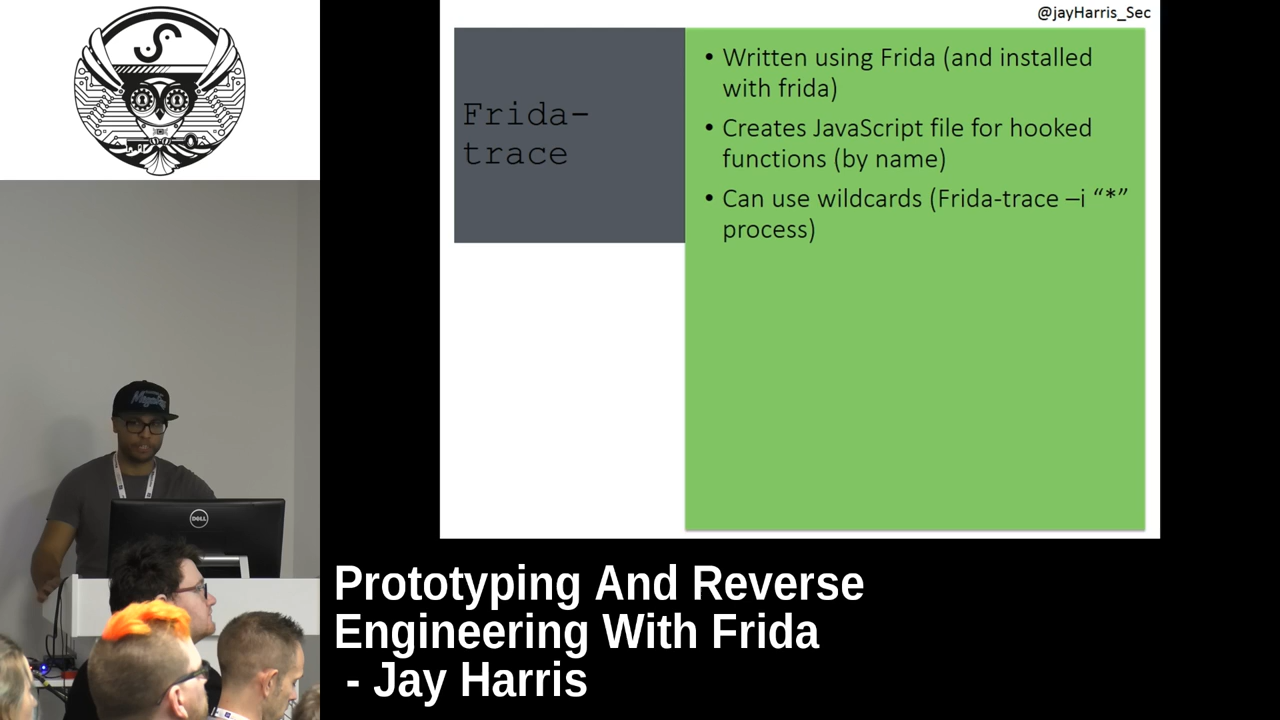 @jayHarris_Sec
Frida-
trace
• Written using Frida (and installed
with frida)
• Creates JavaScript file for hooked
functions (by name)
• Can use wildcards (Frida-trace –i “*”
process)
DELL
Prototyping And Reverse
Engineering With Frida
- Jay Harris